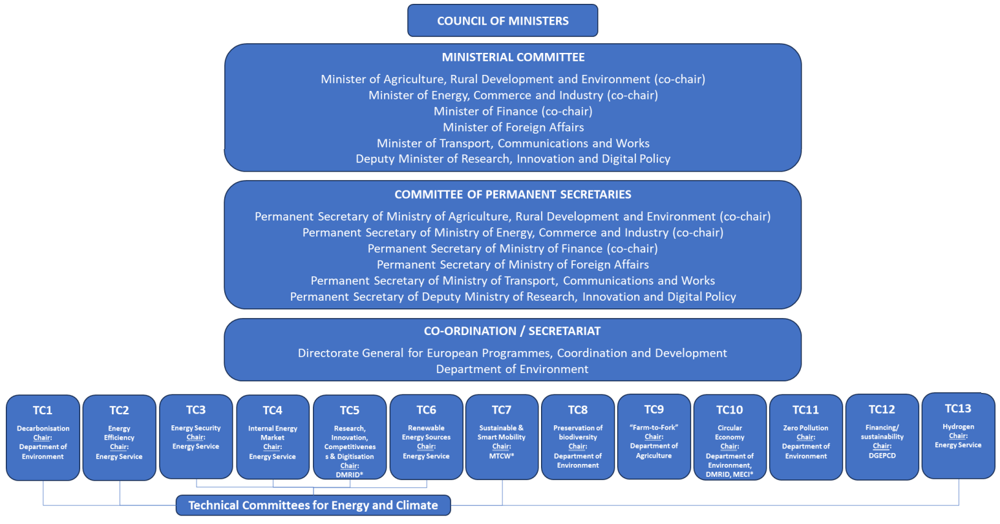 COUNCIL OF MINISTERS
MINISTERIAL COMMITTEE
Minister of Agriculture, Rural Development and Environment (co-chair)
Minister of Energy, Commerce and Industry (co-chair)
Minister of Finance (co-chair)
Minister of Foreign Affairs
Minister of Transport, Communications and Works
Deputy Minister of Research, Innovation and Digital Policy
COMMITTEE OF PERMANENT SECRETARIES
Permanent Secretary of Ministry of Agriculture, Rural Development and Environment (co-chair)
Permanent Secretary of Ministry of Energy, Commerce and Industry (co-chair)
Permanent Secretary of Ministry of Finance (co-chair)
Permanent Secretary of Ministry of Foreign Affairs
Permanent Secretary of Ministry of Transport, Communications and Works
Permanent Secretary of Deputy Ministry of Research, Innovation and Digital Policy
CO-ORDINATION / SECRETARIAT
Directorate General for European Programmes, Coordination and Development
Department of Environment
TC1
Decarbonisation
Chair:
Department of
Environment
TC2
Energy
Efficiency
Chair:
Energy Service
TC3
Energy Security
Chair:
Energy Service
TC4
Internal Energy
Market
Chair:
Energy Service
TC5
Research,
Innovation,
Competitivenes
s & Digitisation
Chair:
DMRID*
TC6
Renewable
Energy Sources
Chair:
Energy Service
TC7
Sustainable &
Smart Mobility
Chair:
MTCW*
TC8
Preservation of
biodiversity
Chair:
Department of
Environment
TC9
“Farm-to-Fork”
Chair:
Department of
Agriculture
TC10
Circular
Economy
Chair:
Department of
Environment,
DMRID, MECI*
TC11
Zero Pollution
Chair:
Department of
Environment
TC12
Financing/
sustainability
Chair:
DGEPCD
TC13
Hydrogen
Chair:
Energy Service
Technical Committees for Energy and Climate